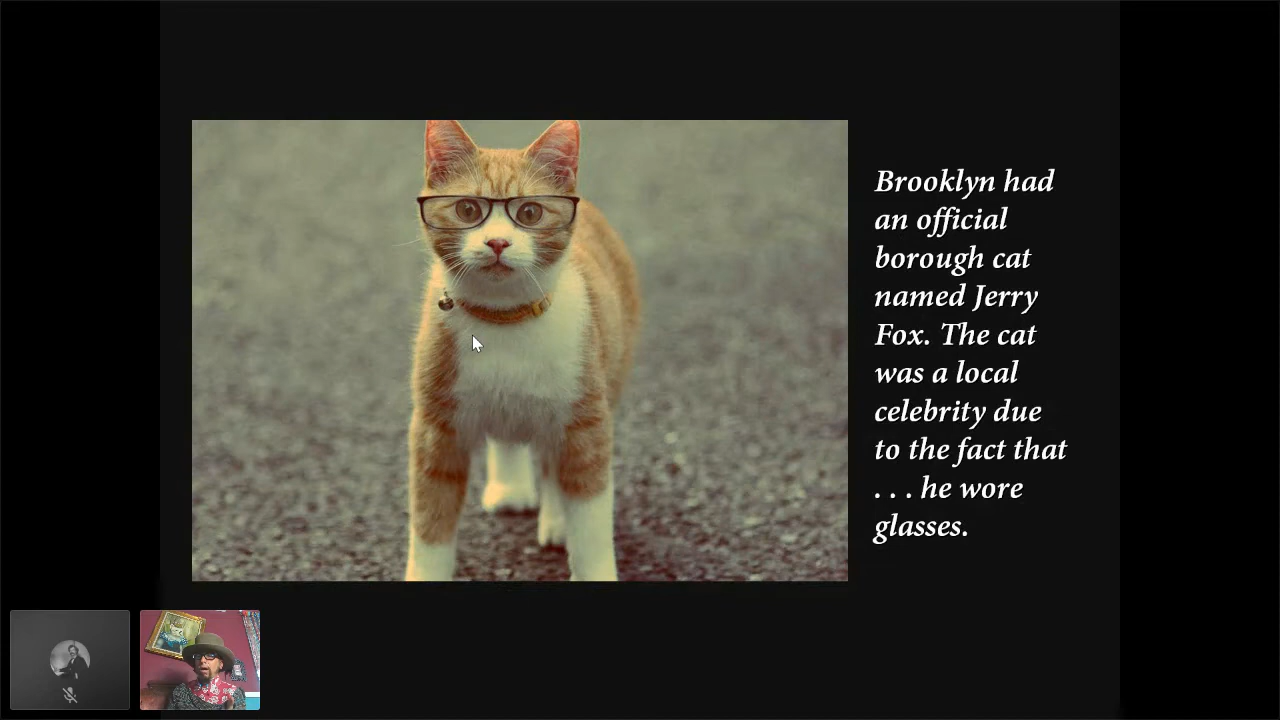 Brooklyn had
an official
borough cat
named Jerry
Fox. The cat
was a local
celebrity due
to the fact that
. . . he wore
glasses.